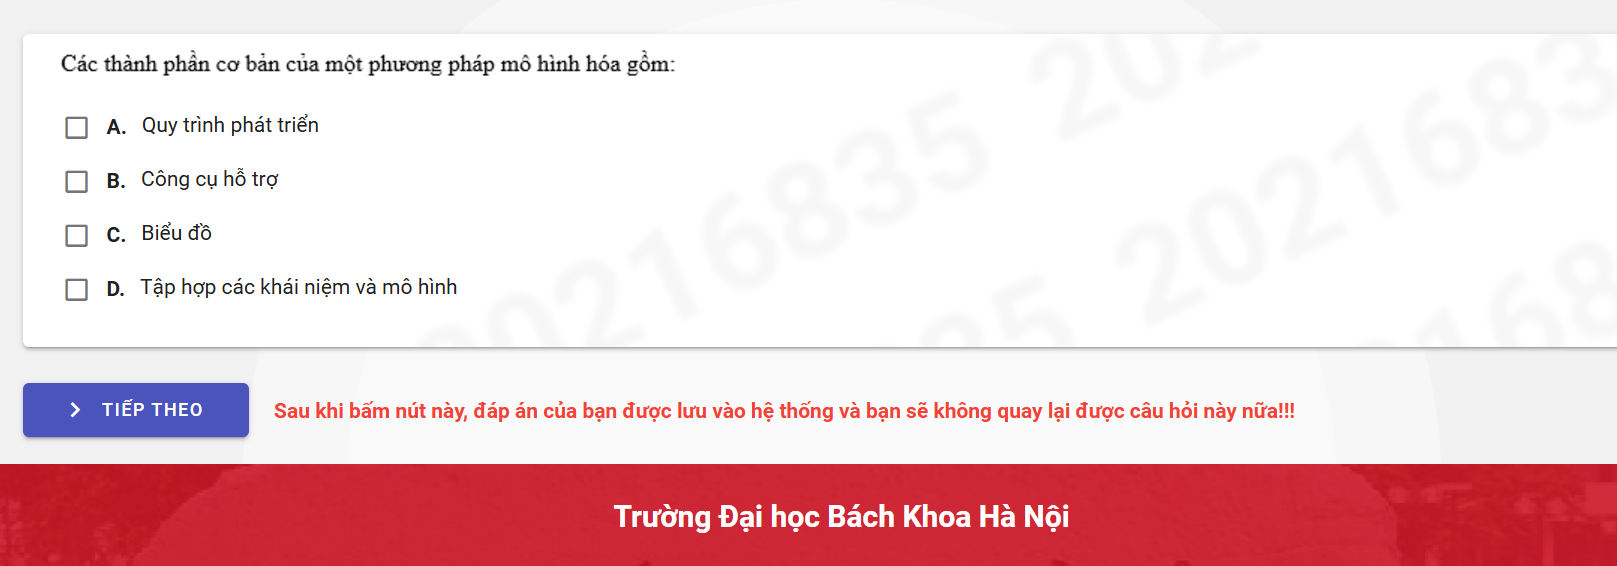 Các thành phần cơ bản của một phương pháp mô hình hóa gồm:
A. Quy trình phát triển
B. Công cụ hỗ trợ
C. Biểu đồ
D. Tập hợp các khái niệm và mô hình
20216835 20216835
TIẾP THEO
Sau khi bấm nút này, đáp án của bạn được lưu vào hệ thống và bạn sẽ không quay lại được câu hỏi này nữa!!!
Trường Đại học Bách Khoa Hà Nội